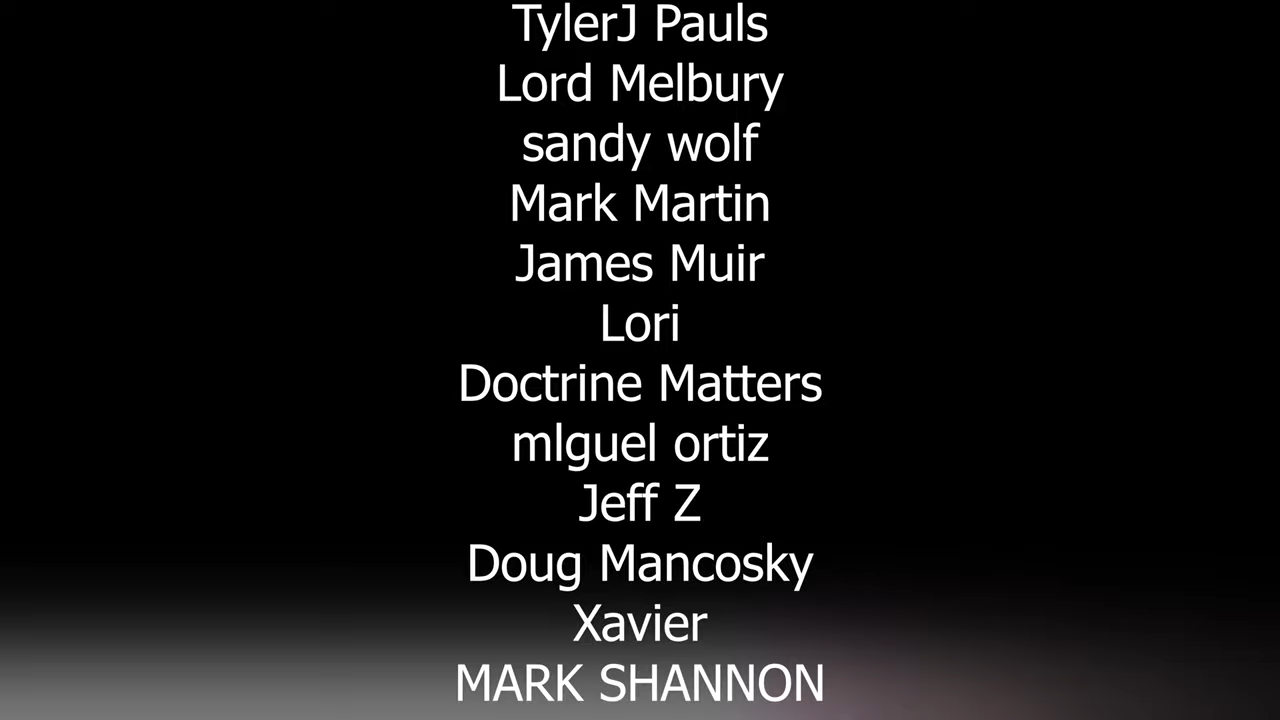 TylerJ Pauls
Lord Melbury
sandy wolf
Mark Martin
James Muir
Lori
Doctrine Matters
mlguel ortiz
Jeff Z
Doug Mancosky
Xavier
MARK SHANNON